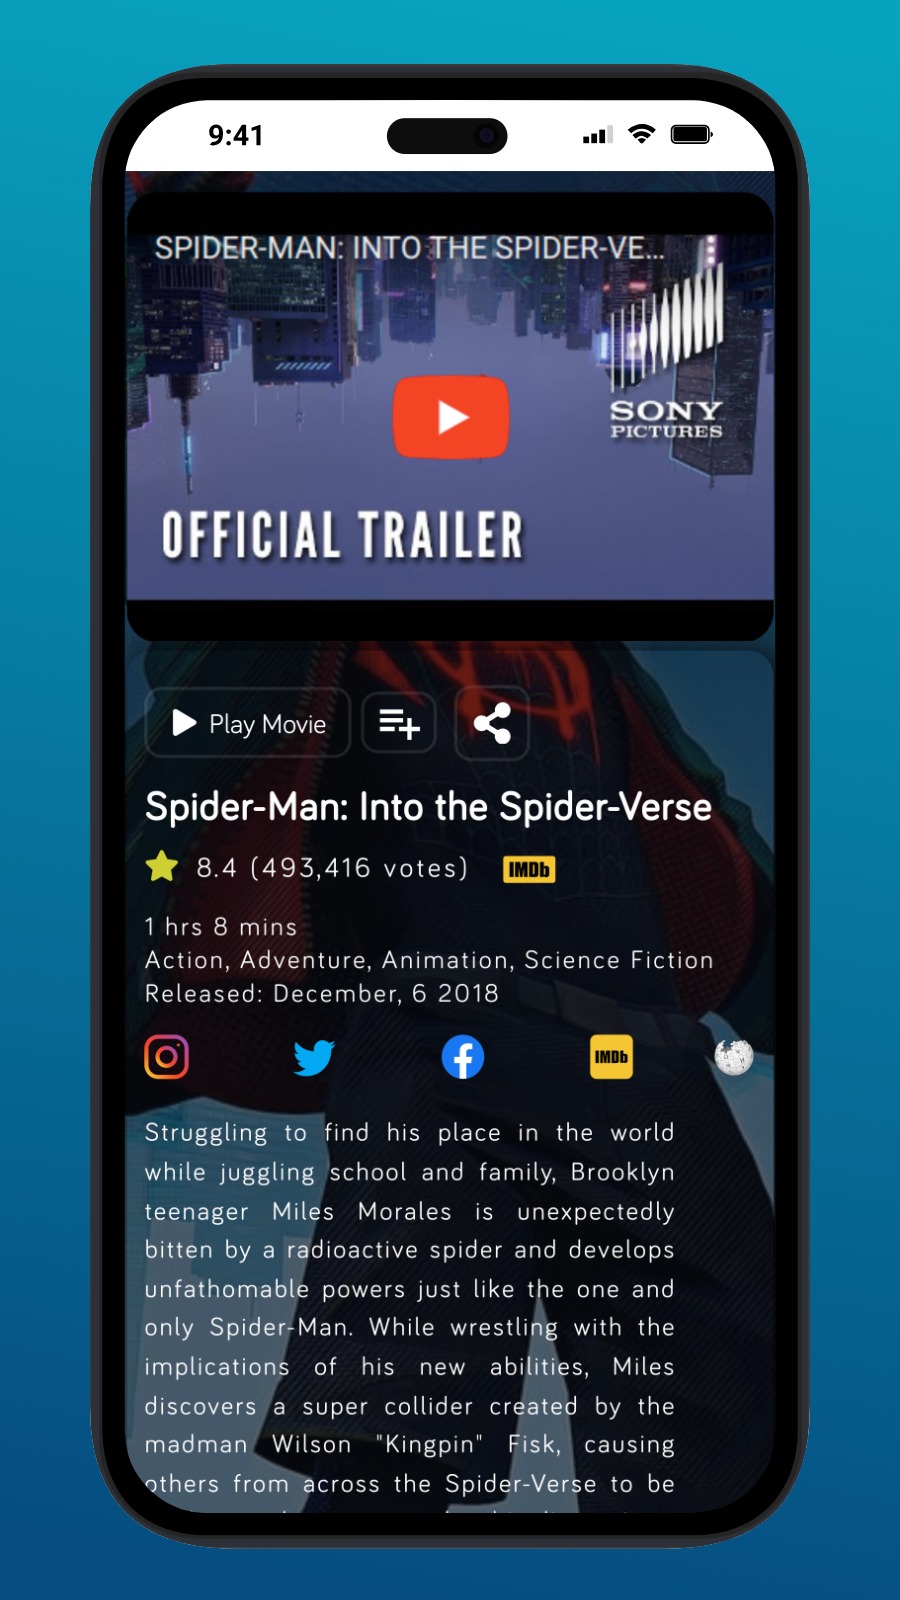 9:41
SPIDER-MAN: INTO THE SPIDER-VE...
SONY
PICTURES
OFFICIAL TRAILER
Play Movie
Spider-Man: Into the Spider-Verse
8.4 (493,416 votes) IMDb
1 hrs 8 mins
Action, Adventure, Animation, Science Fiction
Released: December, 6 2018
IMDb
Struggling to find his place in the world
while juggling school and family, Brooklyn
teenager Miles Morales is unexpectedly
bitten by a radioactive spider and develops
unfathomable powers just like the one and
only Spider-Man. While wrestling with the
implications of his new abilities, Miles
discovers a super collider created by the
madman Wilson "Kingpin" Fisk, causing
others from across the Spider-Verse to be